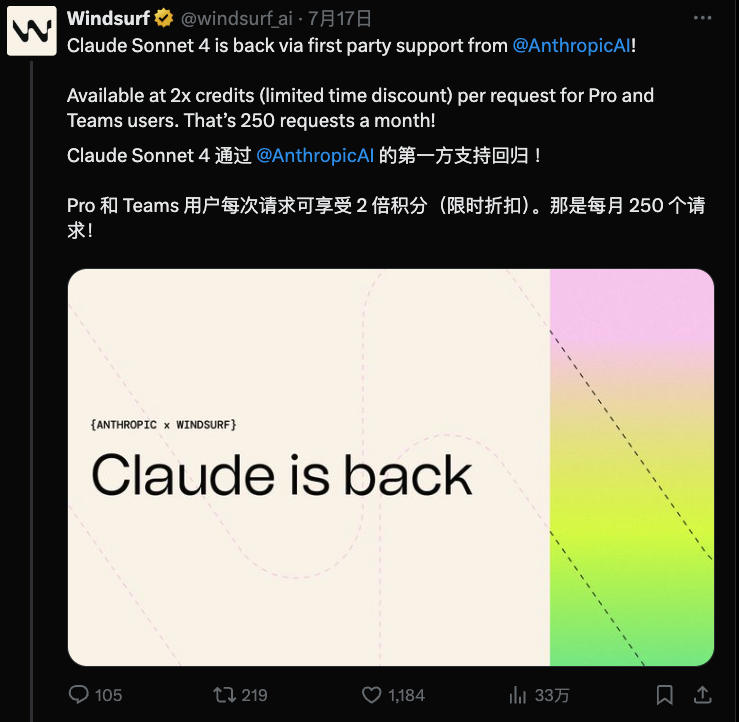 Windsurf @windsurf_ai · 7月17日
Claude Sonnet 4 is back via first party support from @AnthropicAI!
Available at 2x credits (limited time discount) per request for Pro and
Teams users. That’s 250 requests a month!
Claude Sonnet 4 通过 @AnthropicAI 的第一方支持回归！
Pro 和 Teams 用户每次请求可享受 2 倍积分（限时折扣）。那是每月 250 个请
求！
{ANTHROPIC x WINDSURF}
Claude is back
105 219 1,184 33万